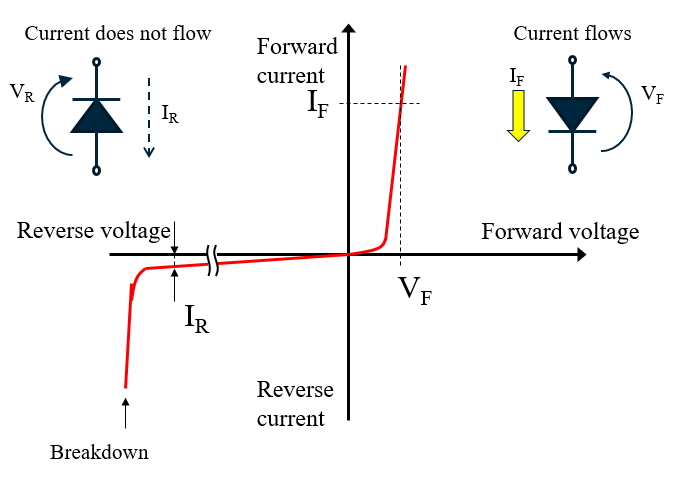 Current does not flow
V_R
I_R
Forward
current
I_F
Current flows
I_F
V_F
Reverse voltage
Forward voltage
V_F
I_R
Reverse
current
Breakdown